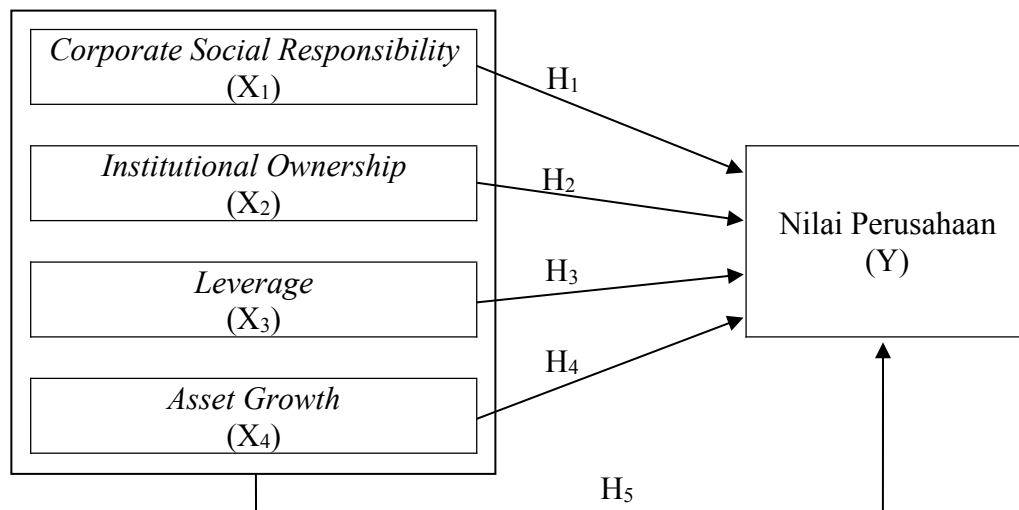 Corporate Social Responsibility
(X₁)
H₁
Institutional Ownership
(X₂)
H₂
Nilai Perusahaan
(Y)
Leverage
(X₃)
H₃
Asset Growth
(X₄)
H₄
H₅